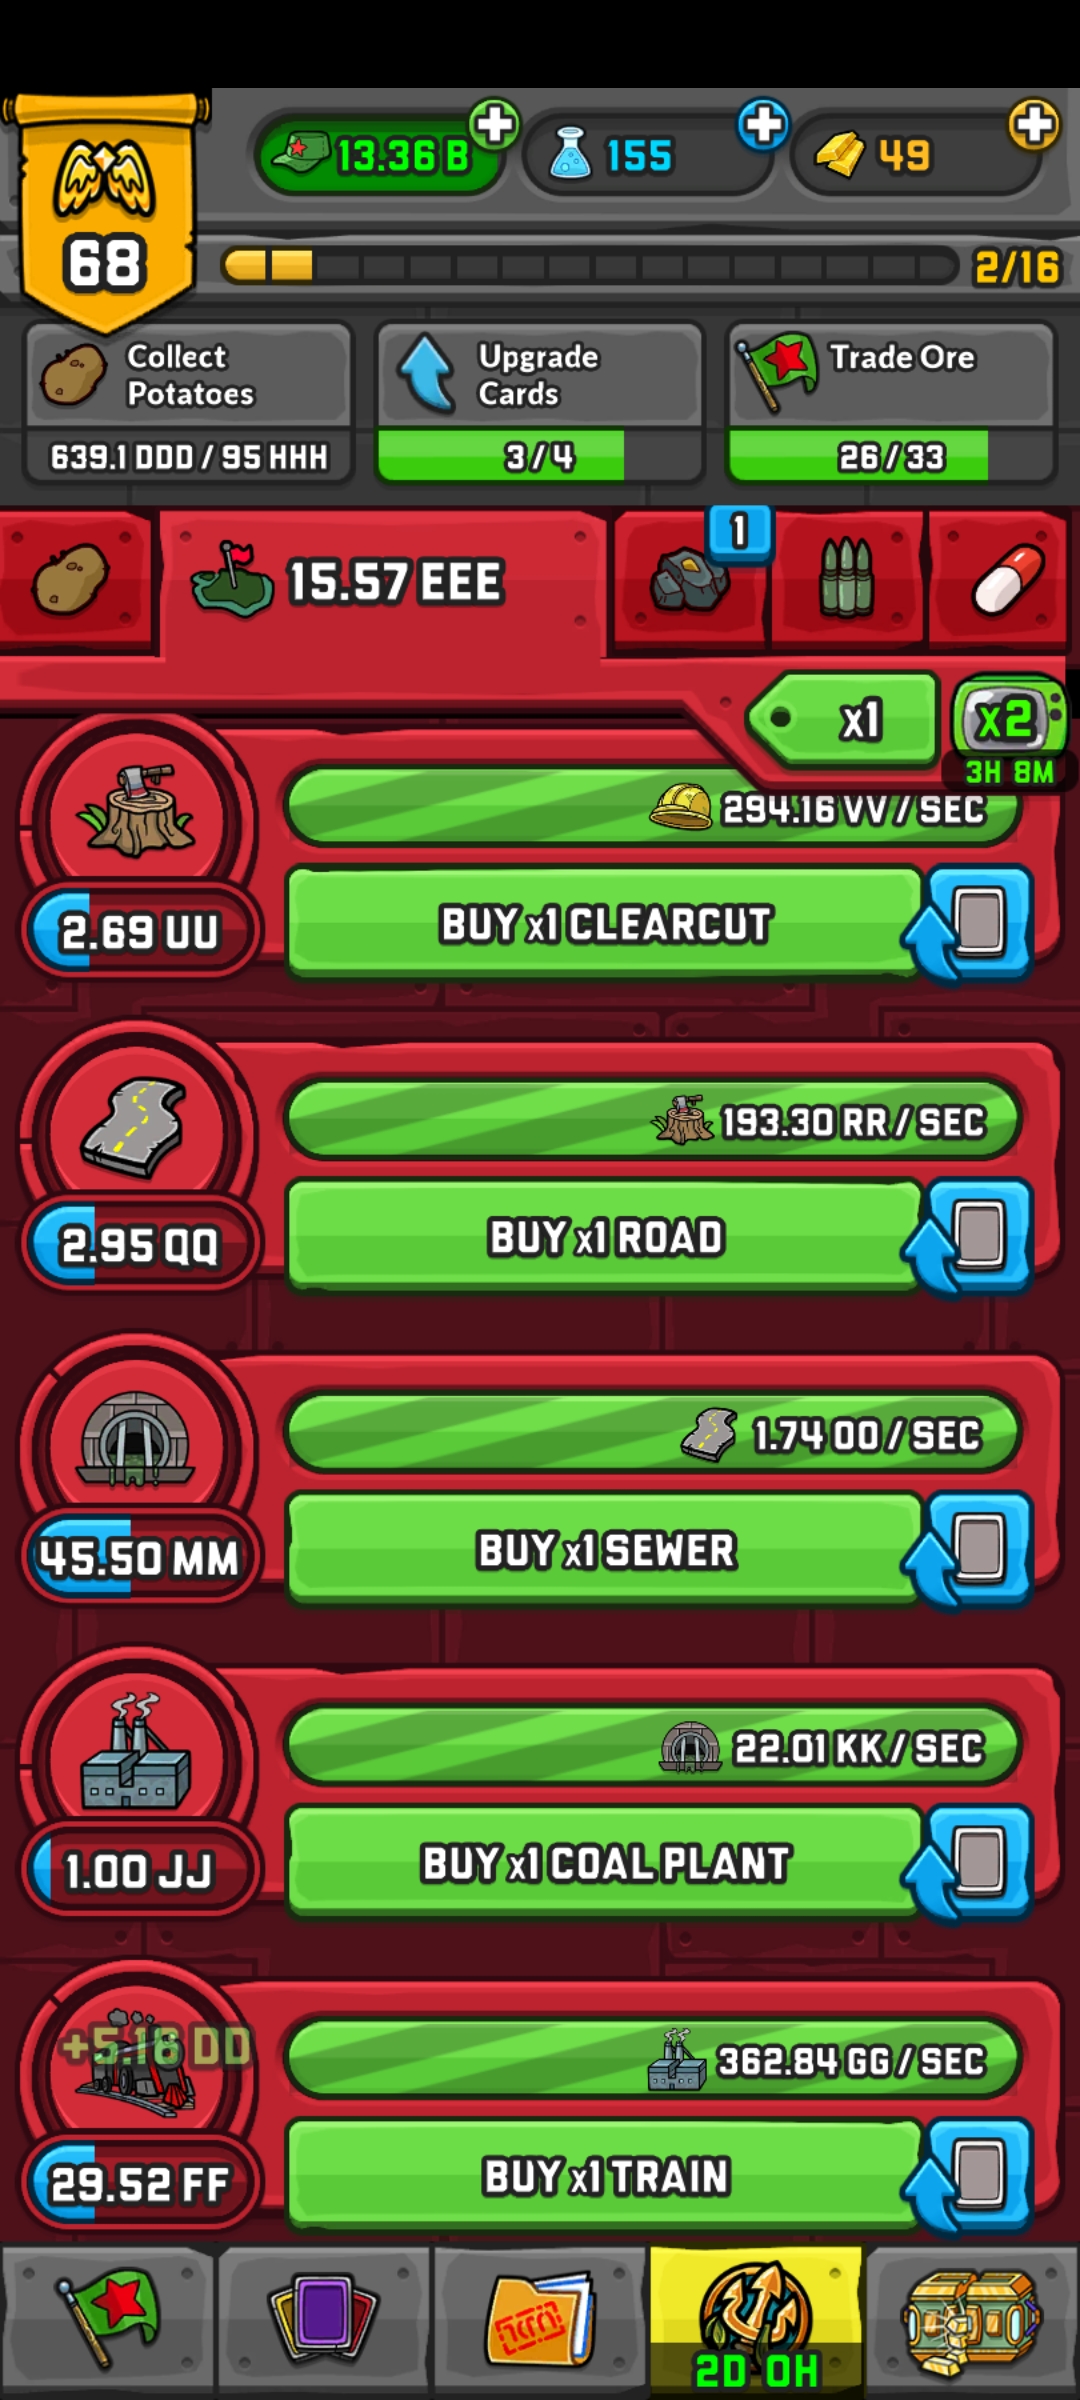 13.36 B
155
49
68
2/16
Collect
Potatoes
Upgrade
Cards
Trade Ore
639.1 DDD / 95 HHH
3/4
26/33
15.57 EEE
1
x1
x2
3H 8M
294.16 VV / SEC
2.69 UU
BUY x1 CLEARCUT
193.30 RR / SEC
2.95 QQ
BUY x1 ROAD
1.74 OO / SEC
45.50 MM
BUY x1 SEWER
22.01 KK / SEC
1.00 JJ
BUY x1 COAL PLANT
+5.18 DD
362.84 GG / SEC
29.52 FF
BUY x1 TRAIN
2D 0H